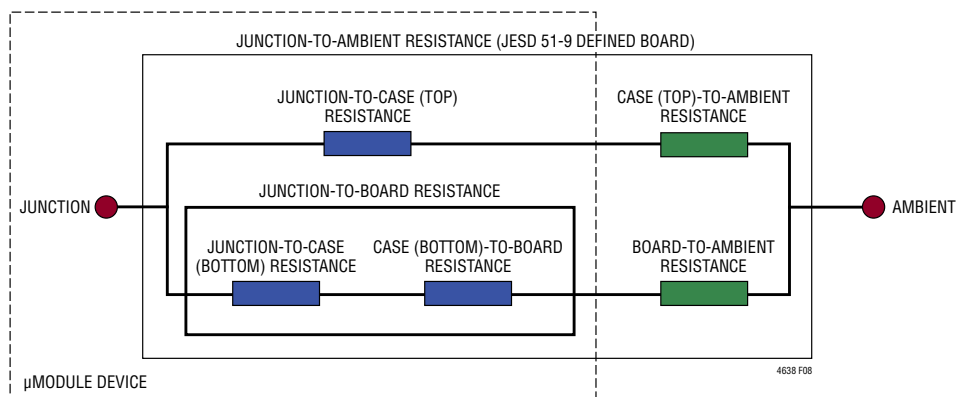 JUNCTION-TO-AMBIENT RESISTANCE (JESD 51-9 DEFINED BOARD)
JUNCTION-TO-CASE (TOP)
RESISTANCE
CASE (TOP)-TO-AMBIENT
RESISTANCE
JUNCTION-TO-BOARD RESISTANCE
JUNCTION
AMBIENT
JUNCTION-TO-CASE
(BOTTOM) RESISTANCE
CASE (BOTTOM)-TO-BOARD
RESISTANCE
BOARD-TO-AMBIENT
RESISTANCE
4638 F08
µMODULE DEVICE